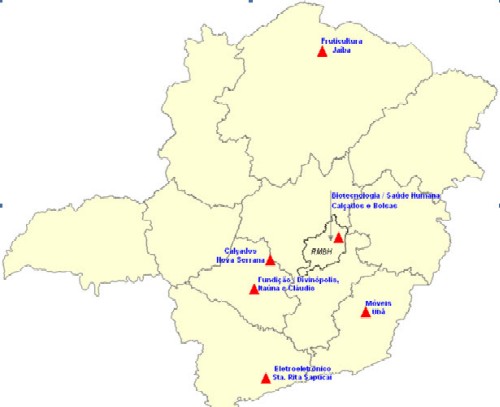 Fruticultura
Jaíba
Biotecnologia / Saúde Humana
Calçados e Bolsas
RMBH
Calçados
Nova Serrana
Fundição / Divinópolis,
Itaúna e Cláudio
Móveis
Ubá
Eletroeletrônico
Sta. Rita Sapucaí